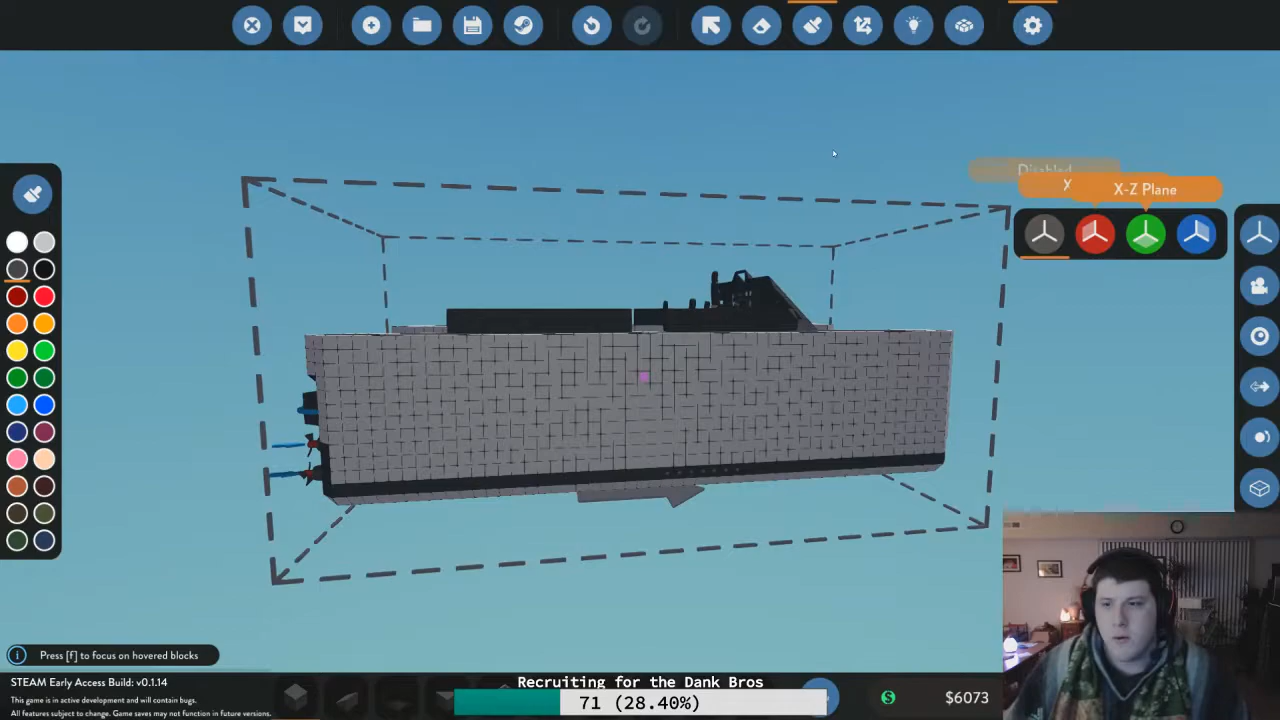 Disabled
X
X-Z Plane
Press [f] to focus on hovered blocks
STEAM Early Access Build: v0.1.14
This game is in active development and will contain bugs.
All features subject to change. Game saves may not function in future versions.
Recruiting for the Dank Bros
71 (28.40%)
$
$6073